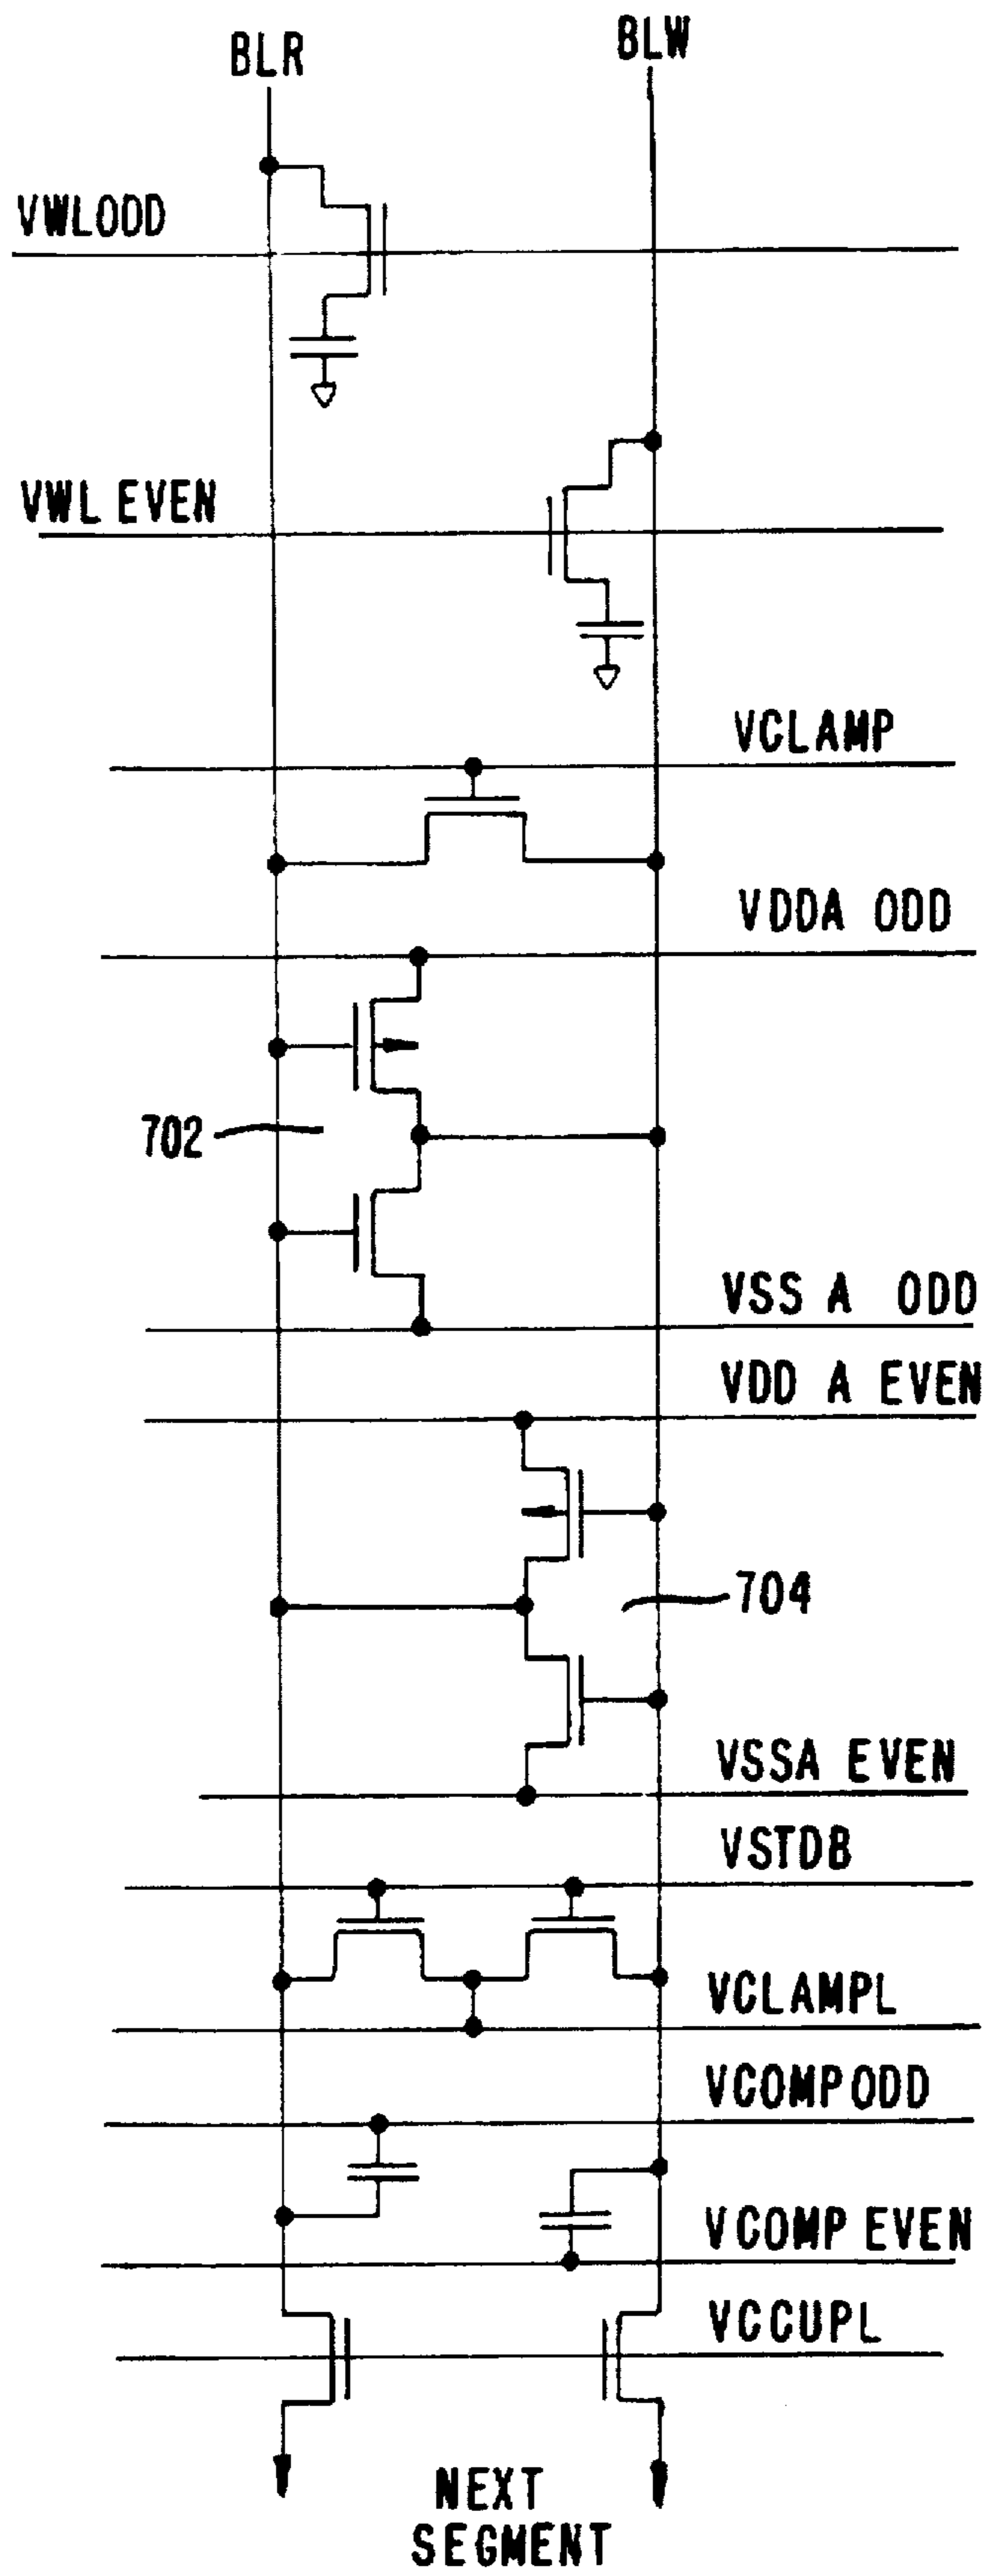 BLR
BLW
VWLODD
VWL EVEN
VCLAMP
VDDA ODD
702
VSS A ODD
VDD A EVEN
704
VSSA EVEN
VSTDB
VCLAMPL
VCOMPODD
VCOMP EVEN
VCCUPL
NEXT
SEGMENT